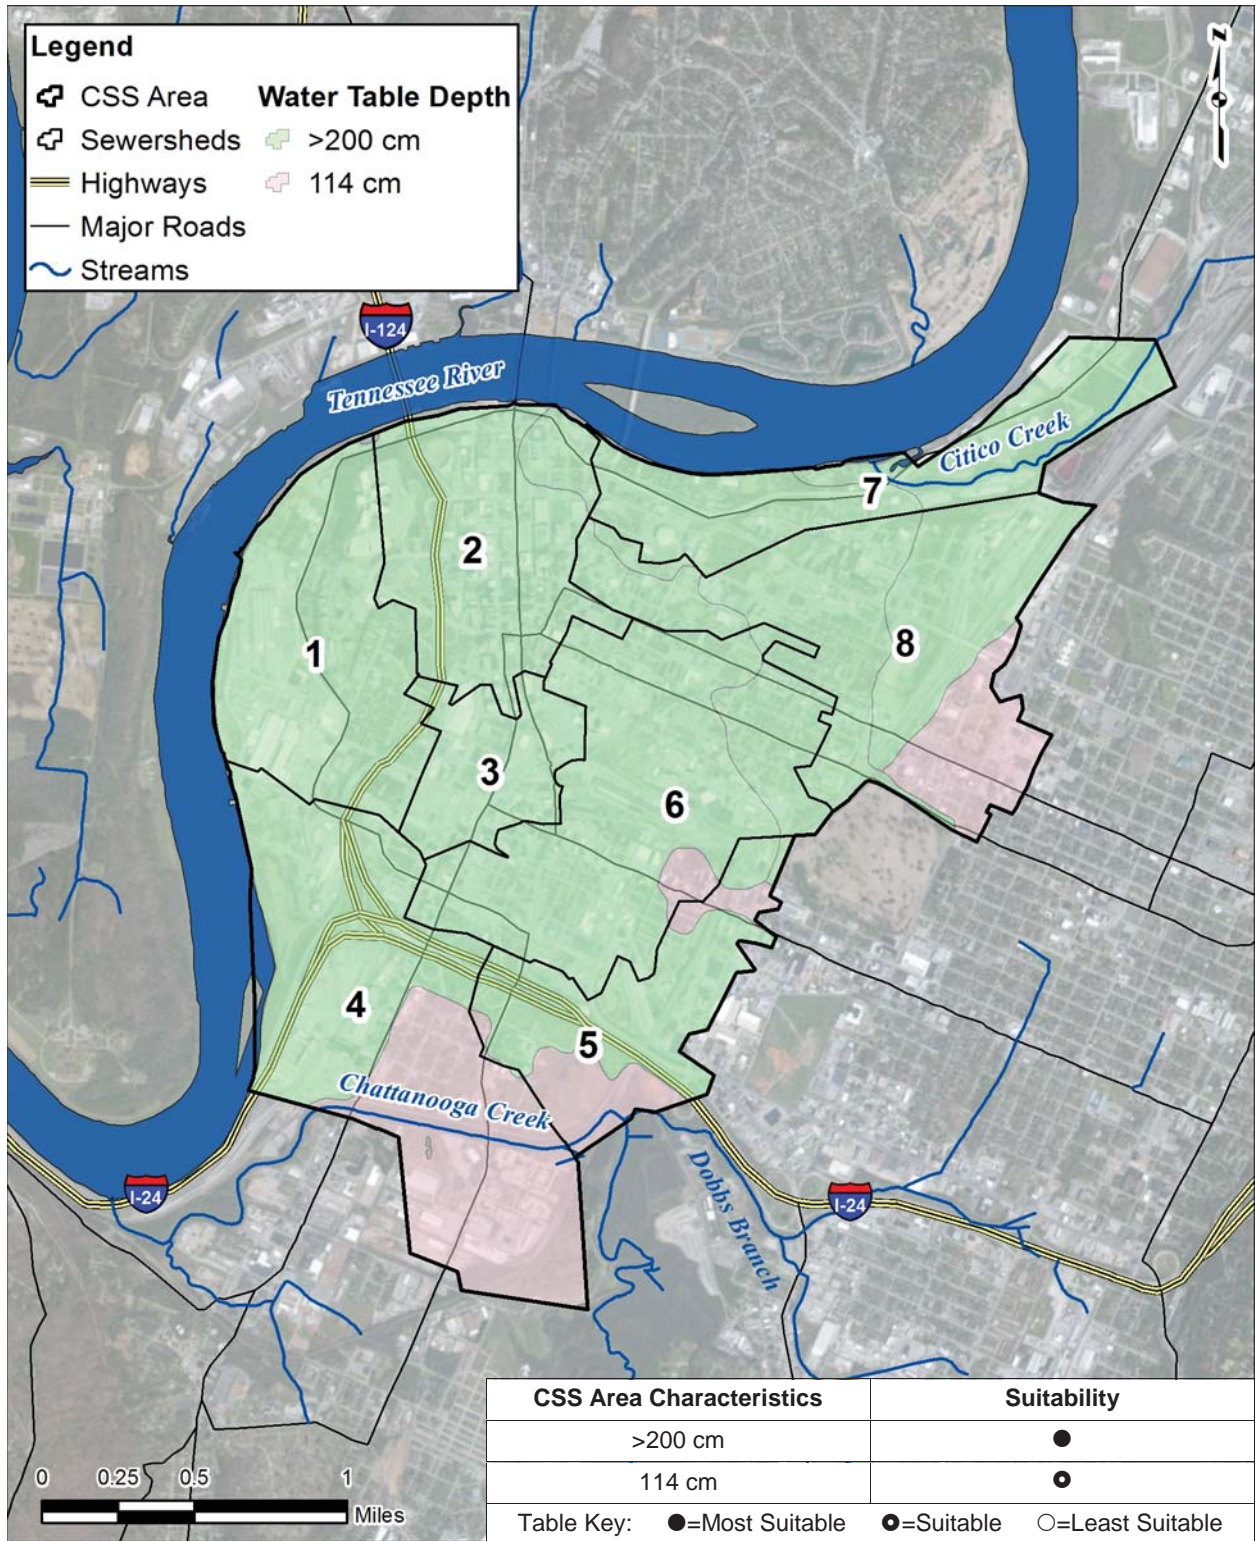 Legend
CSS Area
Sewersheds
Highways
Major Roads
Streams
Water Table Depth
>200 cm
114 cm
N
I-124
Tennessee River
Citico Creek
7
2
1
8
3
6
4
5
Chattanooga Creek
Dobbs Branch
I-24
I-24
0 0.25 0.5 1
Miles
CSS Area Characteristics Suitability
>200 cm ●
114 cm ⭘
Table Key: ●=Most Suitable ⭘=Suitable ○=Least Suitable